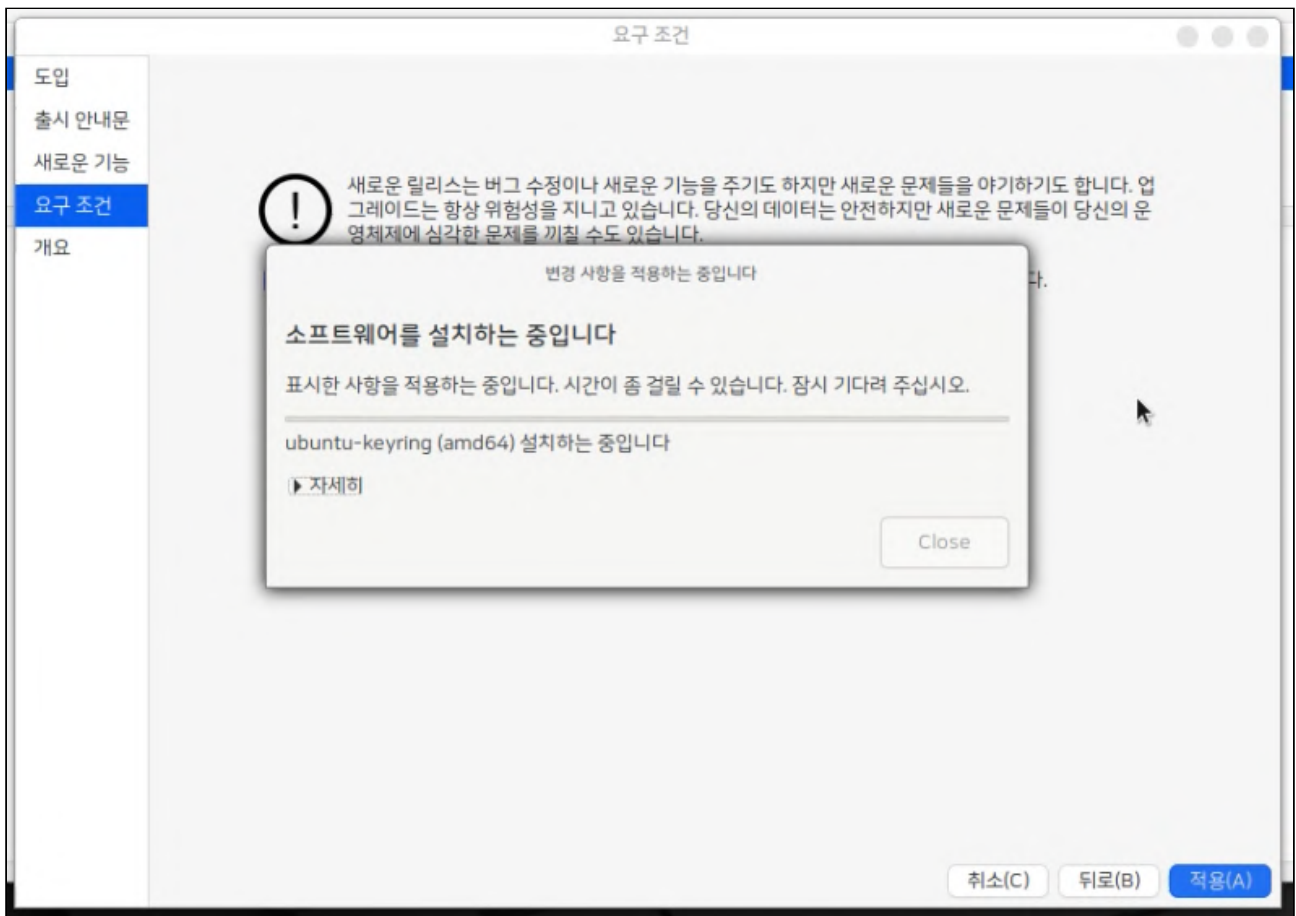 요구 조건
도입
출시 안내문
새로운 기능
요구 조건
개요
새로운 릴리스는 버그 수정이나 새로운 기능을 주기도 하지만 새로운 문제들을 야기하기도 합니다. 업
그레이드는 항상 위험성을 지니고 있습니다. 당신의 데이터는 안전하지만 새로운 문제들이 당신의 운
영체제에 심각한 문제를 끼칠 수도 있습니다.
다.
변경 사항을 적용하는 중입니다
소프트웨어를 설치하는 중입니다
표시한 사항을 적용하는 중입니다. 시간이 좀 걸릴 수 있습니다. 잠시 기다려 주십시오.
ubuntu-keyring (amd64) 설치하는 중입니다
자세히
Close
취소(C)
뒤로(B)
적용(A)